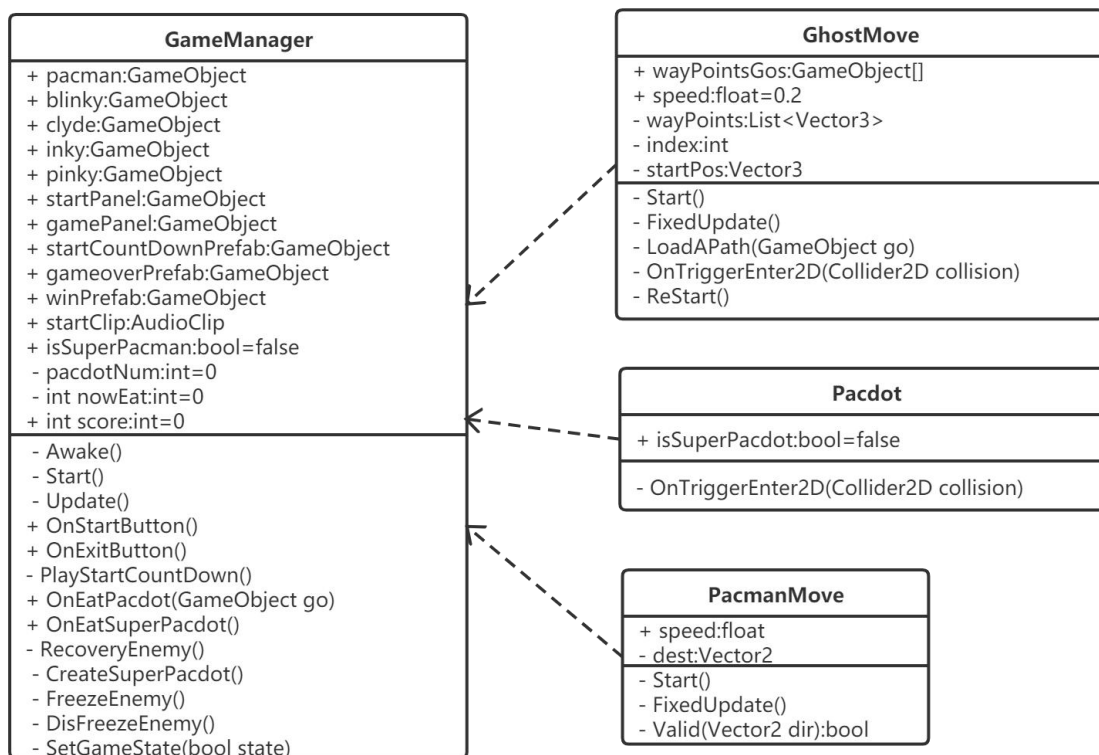 GameManager
+ pacman:GameObject
+ blinky:GameObject
+ clyde:GameObject
+ inky:GameObject
+ pinky:GameObject
+ startPanel:GameObject
+ gamePanel:GameObject
+ startCountDownPrefab:GameObject
+ gameoverPrefab:GameObject
+ winPrefab:GameObject
+ startClip:AudioClip
+ isSuperPacman:bool=false
- pacdotNum:int=0
- int nowEat:int=0
+ int score:int=0
- Awake()
- Start()
- Update()
+ OnStartButton()
+ OnExitButton()
- PlayStartCountDown()
+ OnEatPacdot(GameObject go)
+ OnEatSuperPacdot()
- RecoveryEnemy()
- CreateSuperPacdot()
- FreezeEnemy()
- DisFreezeEnemy()
- SetGameState(bool state)
GhostMove
+ wayPointsGos:GameObject[]
+ speed:float=0.2
- wayPoints:List<Vector3>
- index:int
- startPos:Vector3
- Start()
- FixedUpdate()
- LoadAPath(GameObject go)
- OnTriggerEnter2D(Collider2D collision)
- ReStart()
Pacdot
+ isSuperPacdot:bool=false
- OnTriggerEnter2D(Collider2D collision)
PacmanMove
+ speed:float
- dest:Vector2
- Start()
- FixedUpdate()
- Valid(Vector2 dir):bool